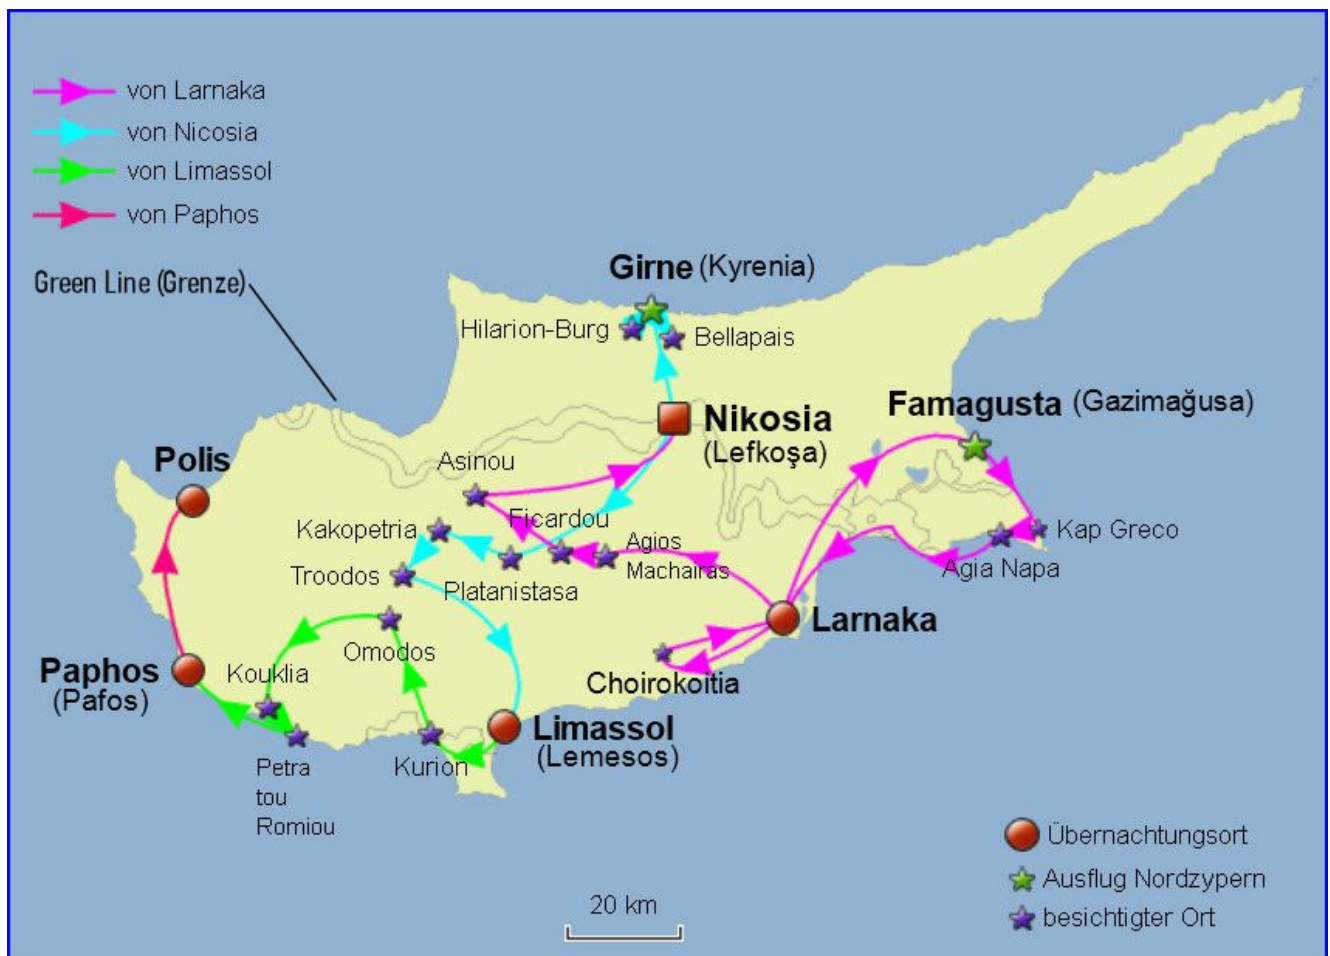 von Larnaka
von Nicosia
von Limassol
von Paphos
Green Line (Grenze)
Girne (Kyrenia)
Hilarion-Burg
Bellapais
Famagusta (Gazimağusa)
Nikosia
(Lefkoşa)
Polis
Asinou
Ficardou
Kakopetria
Agios
Machairas
Kap Greco
Agia Napa
Troodos
Platanistasa
Larnaka
Omodos
Kouklia
Paphos
(Pafos)
Choirokoitia
Limassol
(Lemesos)
Kurion
Petra
tou
Romiou
Übernachtungsort
Ausflug Nordzypern
besichtigter Ort
20 km